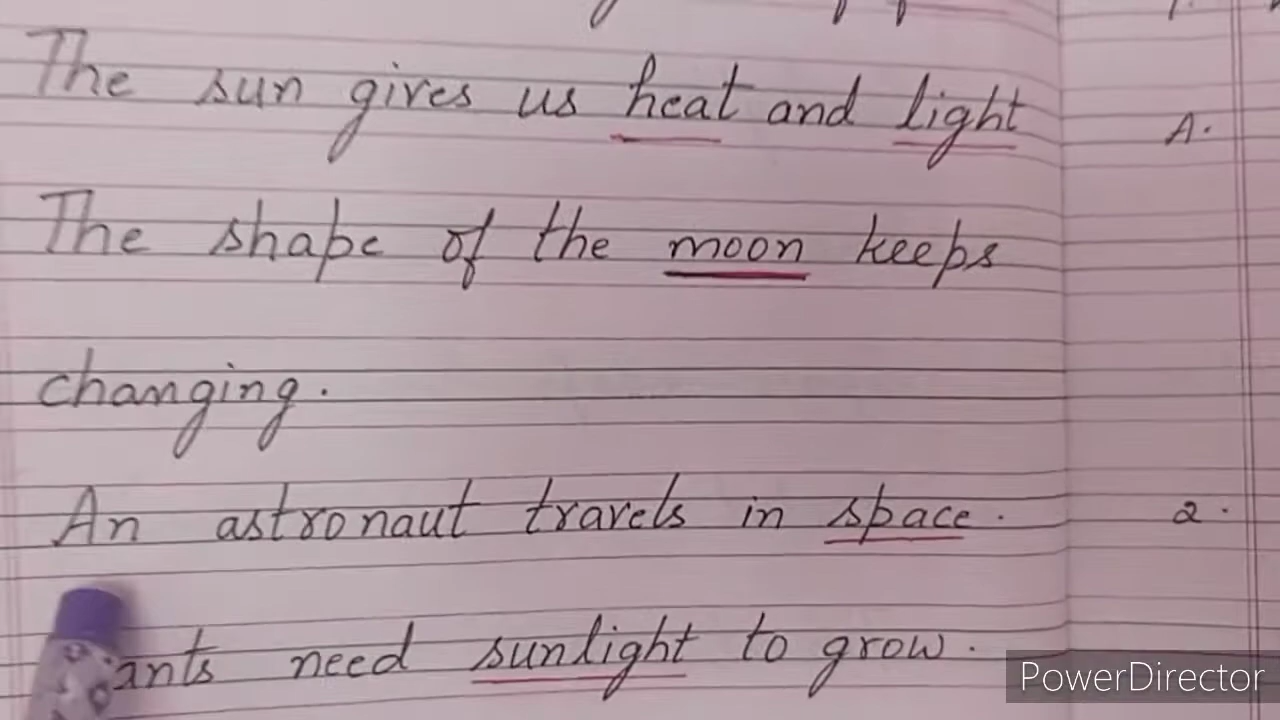 The sun gives us heat and light
A.
The shape of the moon keeps
changing.
An astronaut travels in space.
2.
ants need sunlight to grow.
PowerDirector